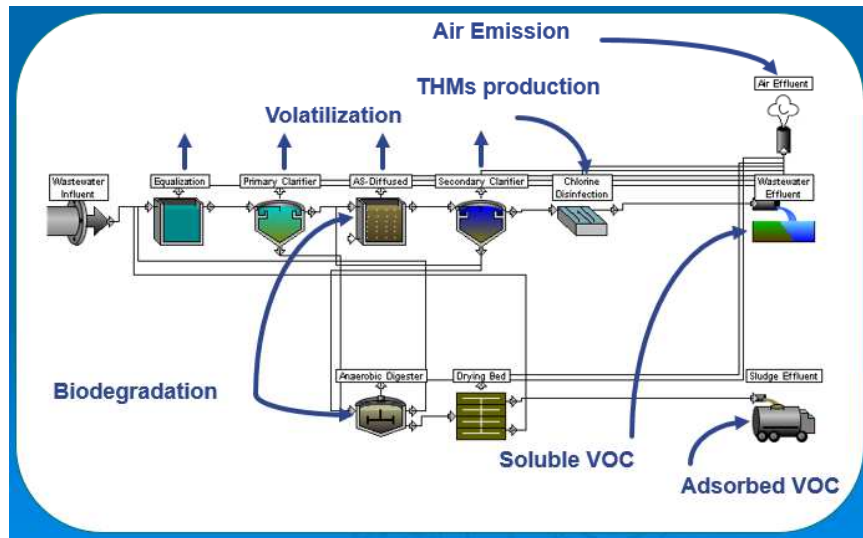 Air Emission
Air Effluent
THMs production
Volatilization
Wastewater
Influent
Equalization
Primary Clarifier
AS-Diffused
Secondary Clarifier
Chlorine
Disinfection
Wastewater
Effluent
Biodegradation
Anaerobic Digester
Drying Bed
Sludge Effluent
Soluble VOC
Adsorbed VOC